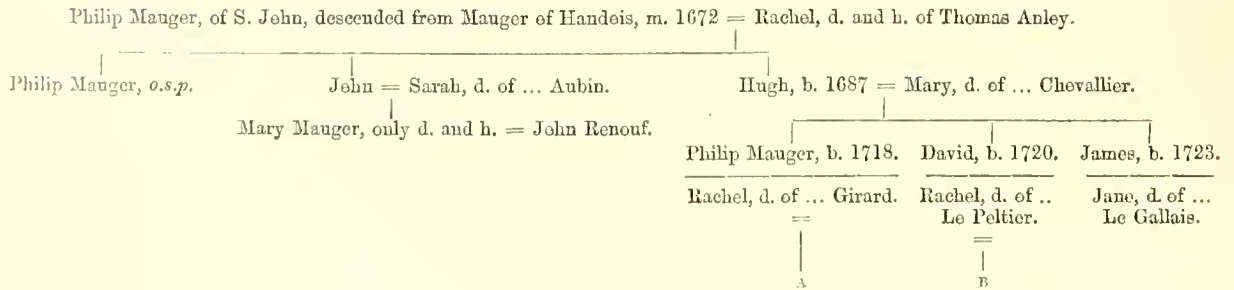 Philip Mauger, of S. John, descended from Mauger of Handois, m. 1672 = Rachel, d. and h. of Thomas Anley.
Philip Mauger, o.s.p. John = Sarah, d. of ... Aubin. Hugh, b. 1687 = Mary, d. of ... Chevallier.
Mary Mauger, only d. and h. = John Renouf.
Philip Mauger, b. 1718. David, b. 1720. James, b. 1723.
Rachel, d. of ... Girard. Rachel, d. of .. Jane, d. of ...
Le Peltier. Le Gallais.
= =
A B